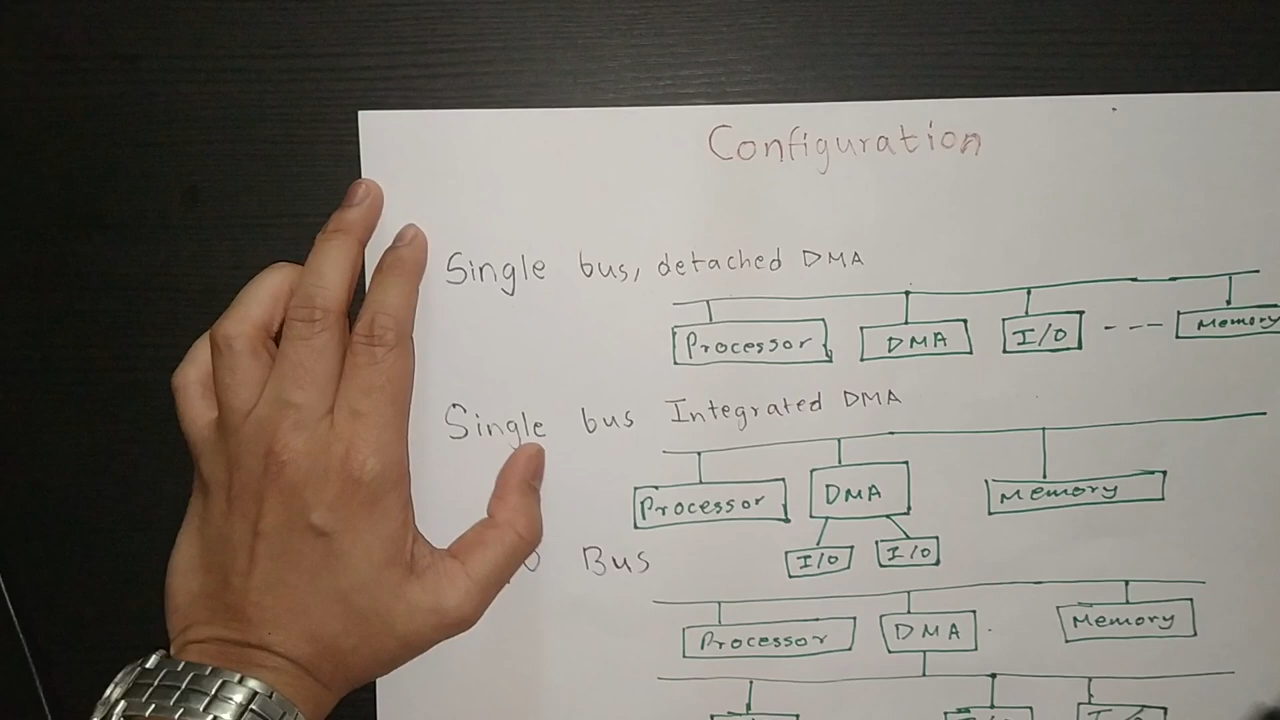 Configuration
Single bus, detached DMA
Processor DMA I/O --- Memory
Single bus Integrated DMA
Processor DMA Memory
I/O I/O
Bus
Processor DMA Memory